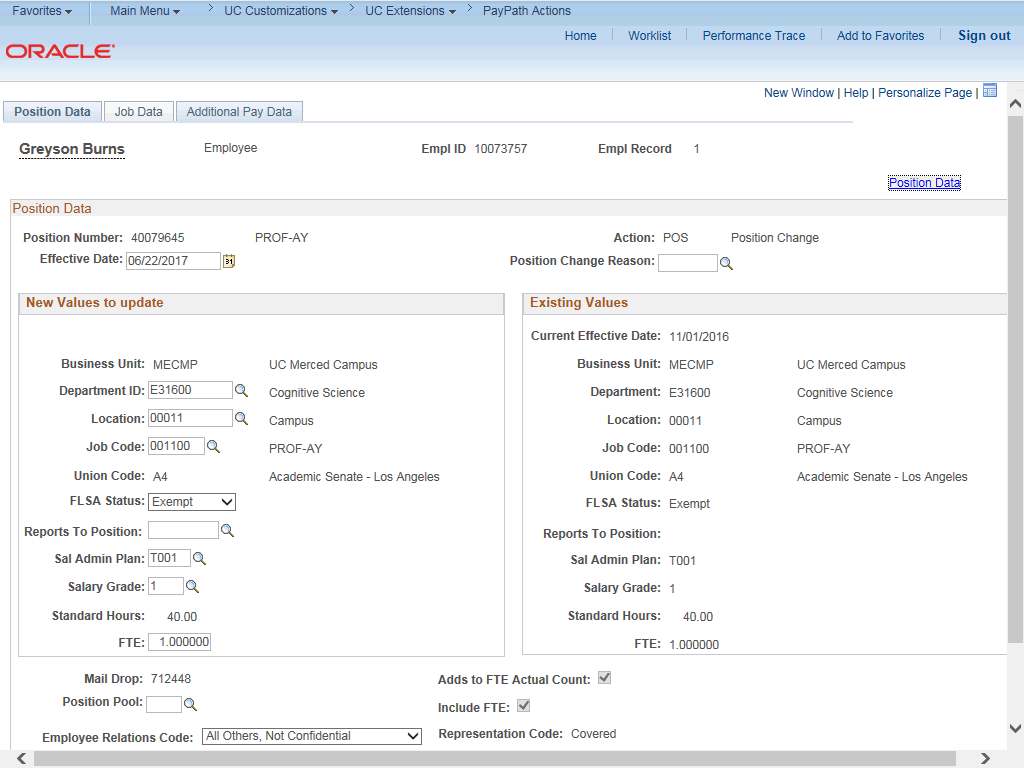 Favorites Main Menu > UC Customizations > UC Extensions > PayPath Actions
Home Worklist Performance Trace Add to Favorites Sign out
ORACLE
New Window | Help | Personalize Page |
Position Data Job Data Additional Pay Data
Greyson Burns Employee Empl ID 10073757 Empl Record 1
Position Data
Position Data
Position Number: 40079645 PROF-AY Action: POS Position Change
Effective Date: 06/22/2017 31 Position Change Reason:
New Values to update
Business Unit: MECMP UC Merced Campus
Department ID: E31600 Cognitive Science
Location: 00011 Campus
Job Code: 001100 PROF-AY
Union Code: A4 Academic Senate - Los Angeles
FLSA Status: Exempt
Reports To Position:
Sal Admin Plan: T001
Salary Grade: 1
Standard Hours: 40.00
FTE: 1.000000
Existing Values
Current Effective Date: 11/01/2016
Business Unit: MECMP UC Merced Campus
Department: E31600 Cognitive Science
Location: 00011 Campus
Job Code: 001100 PROF-AY
Union Code: A4 Academic Senate - Los Angeles
FLSA Status: Exempt
Reports To Position:
Sal Admin Plan: T001
Salary Grade: 1
Standard Hours: 40.00
FTE: 1.000000
Mail Drop: 712448 Adds to FTE Actual Count:
Position Pool: Include FTE:
Employee Relations Code: All Others, Not Confidential Representation Code: Covered